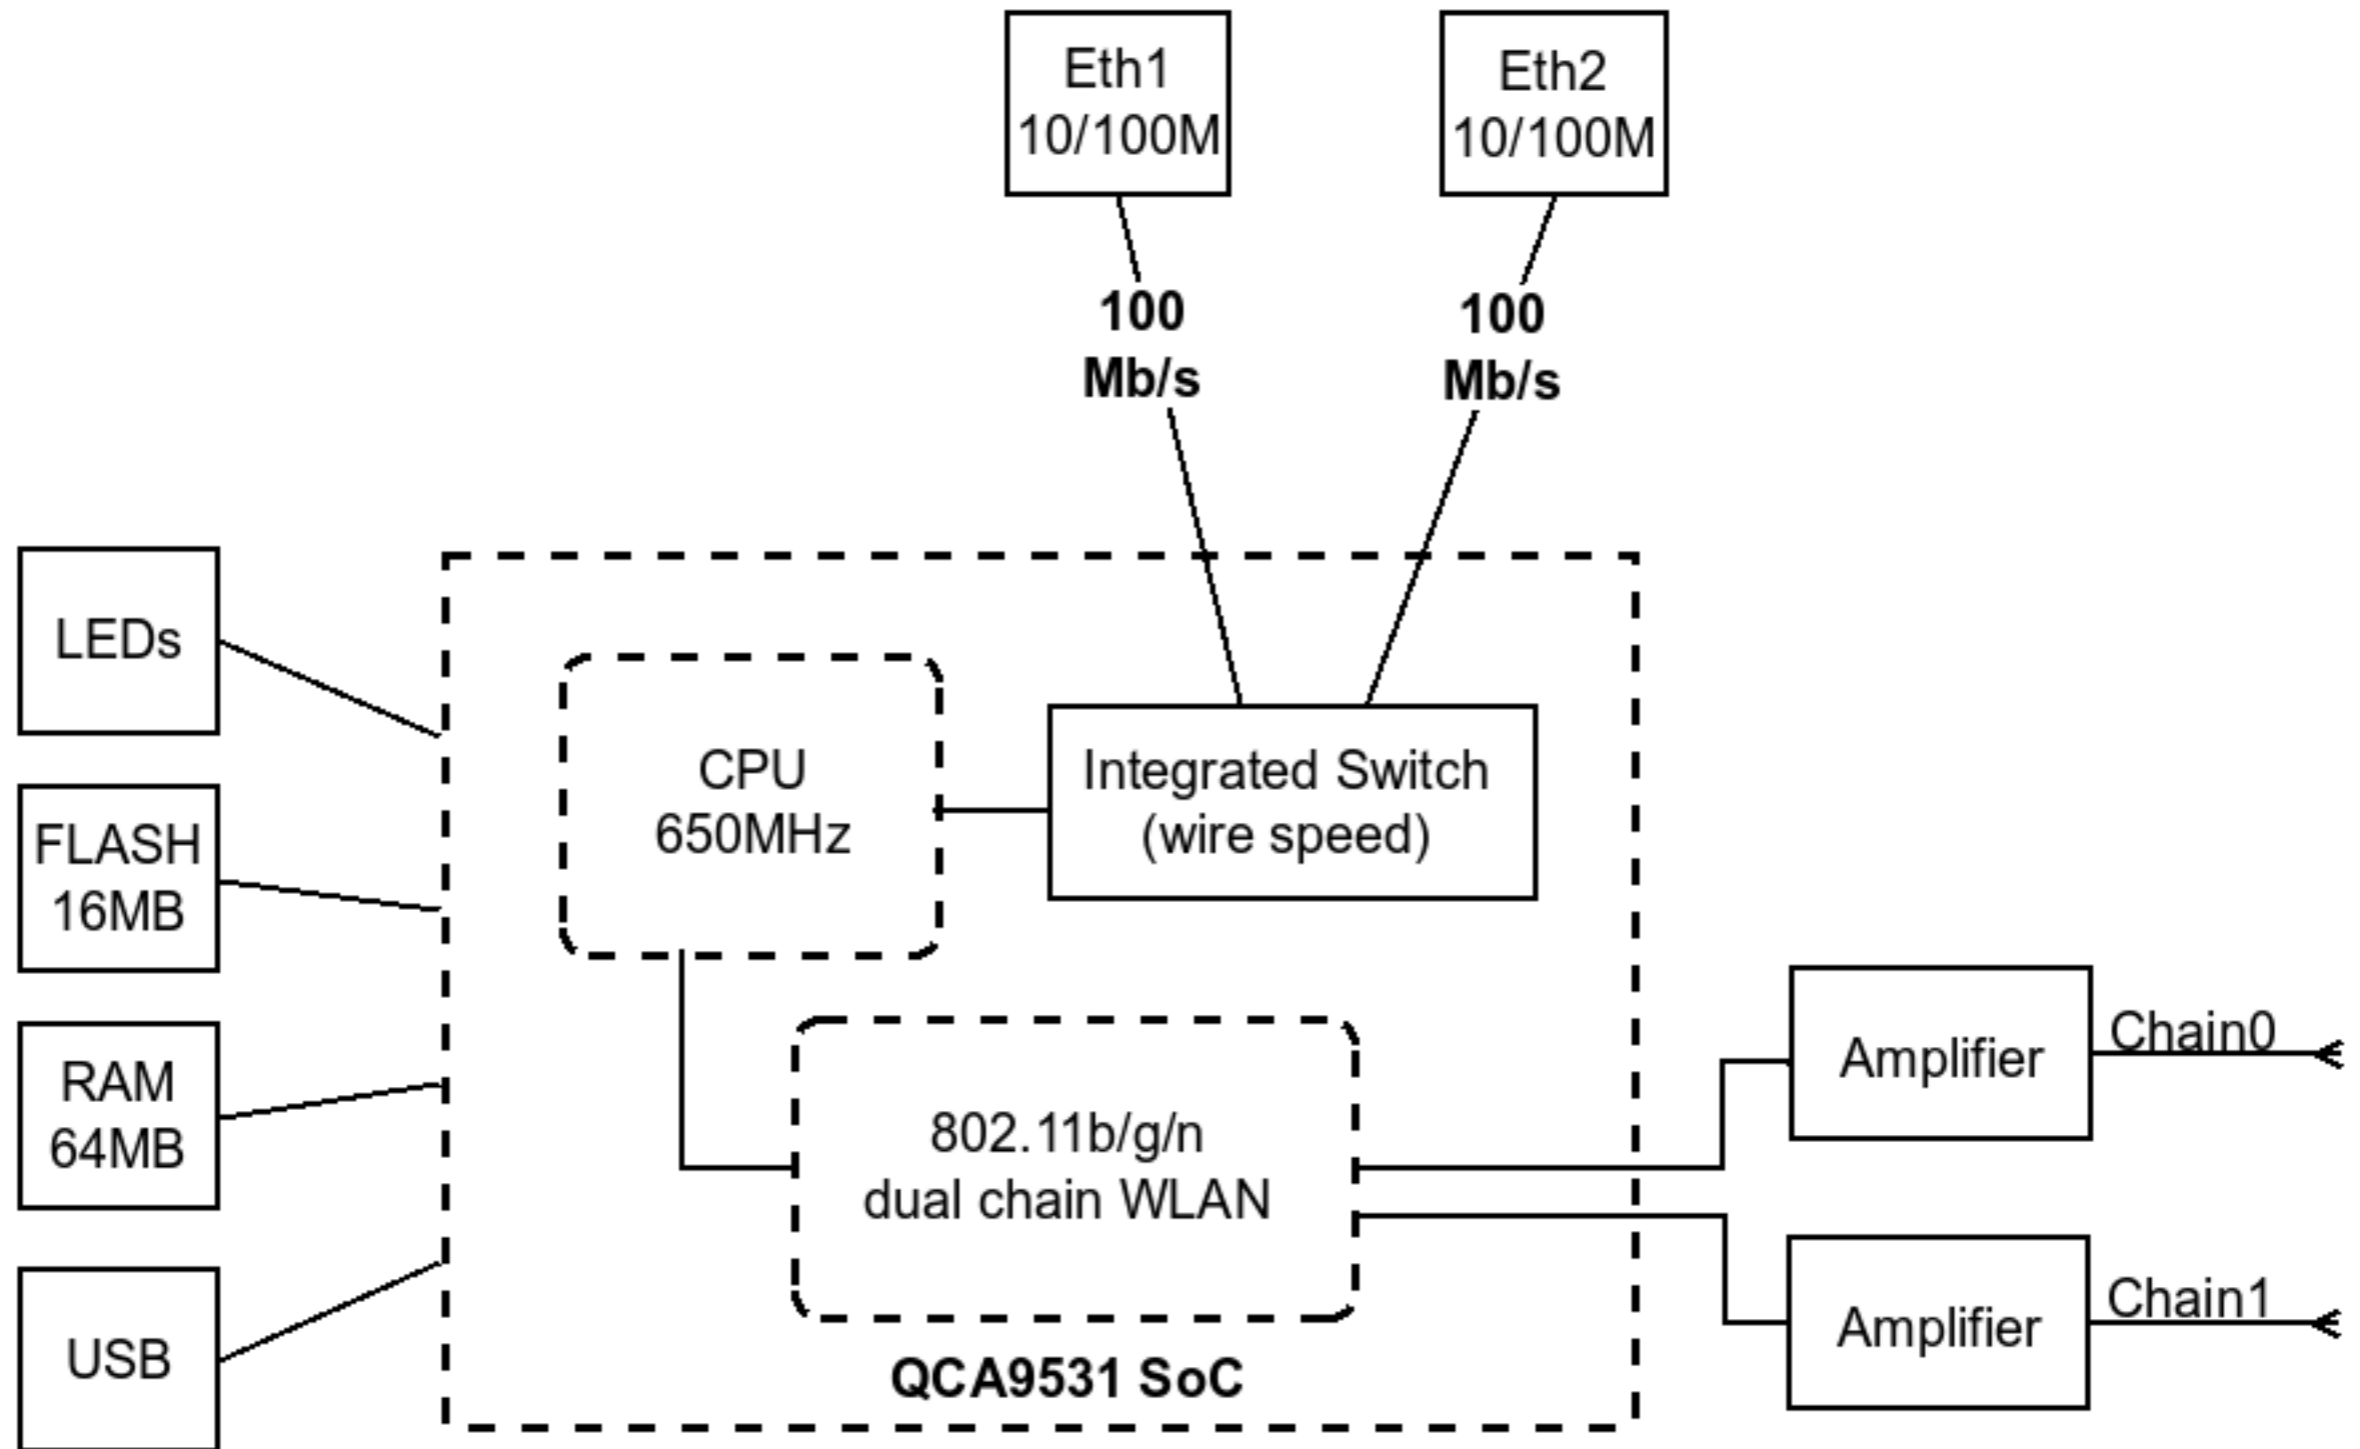 Eth1
10/100M
Eth2
10/100M
100
Mb/s
100
Mb/s
LEDs
FLASH
16MB
RAM
64MB
USB
CPU
650MHz
Integrated Switch
(wire speed)
802.11b/g/n
dual chain WLAN
QCA9531 SoC
Amplifier
Chain0
Amplifier
Chain1